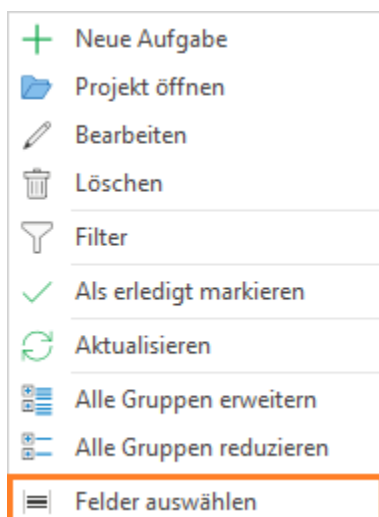 Neue Aufgabe
Projekt öffnen
Bearbeiten
Löschen
Filter
Als erledigt markieren
Aktualisieren
Alle Gruppen erweitern
Alle Gruppen reduzieren
Felder auswählen